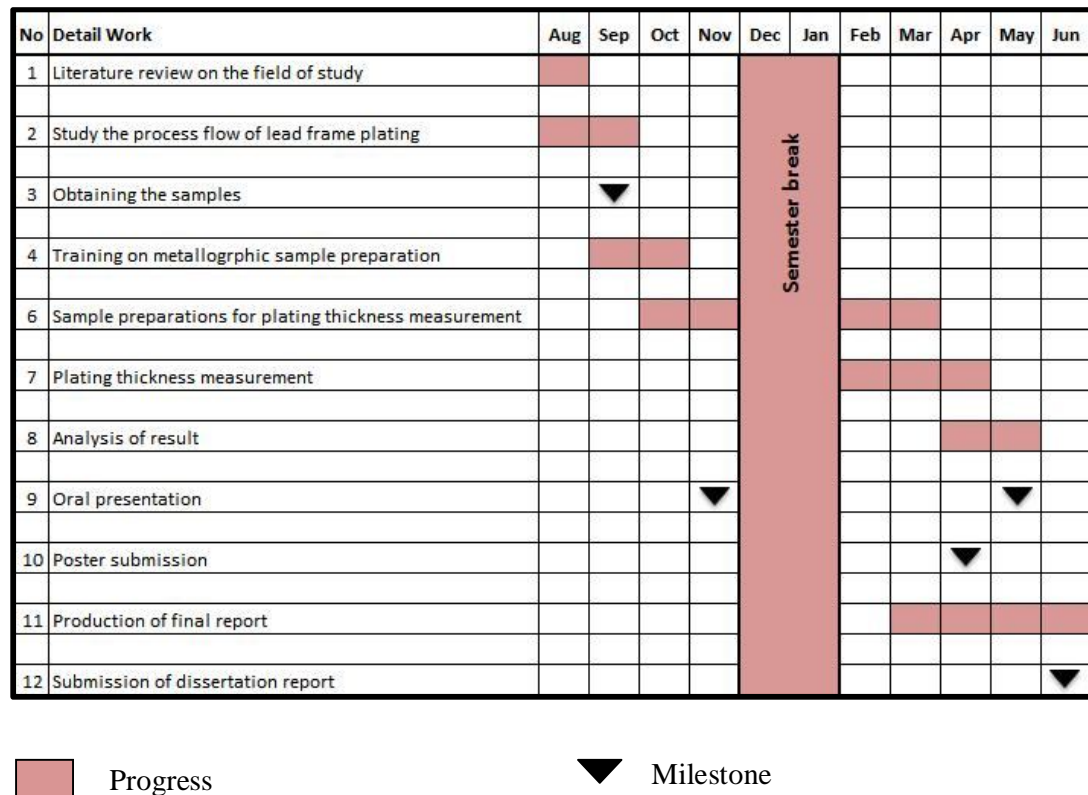 No Detail Work Aug Sep Oct Nov Dec Jan Feb Mar Apr May Jun
1 Literature review on the field of study
2 Study the process flow of lead frame plating
3 Obtaining the samples
4 Training on metallogrphic sample preparation
6 Sample preparations for plating thickness measurement
7 Plating thickness measurement
8 Analysis of result
9 Oral presentation
10 Poster submission
11 Production of final report
12 Submission of dissertation report
Semester break
Progress Milestone